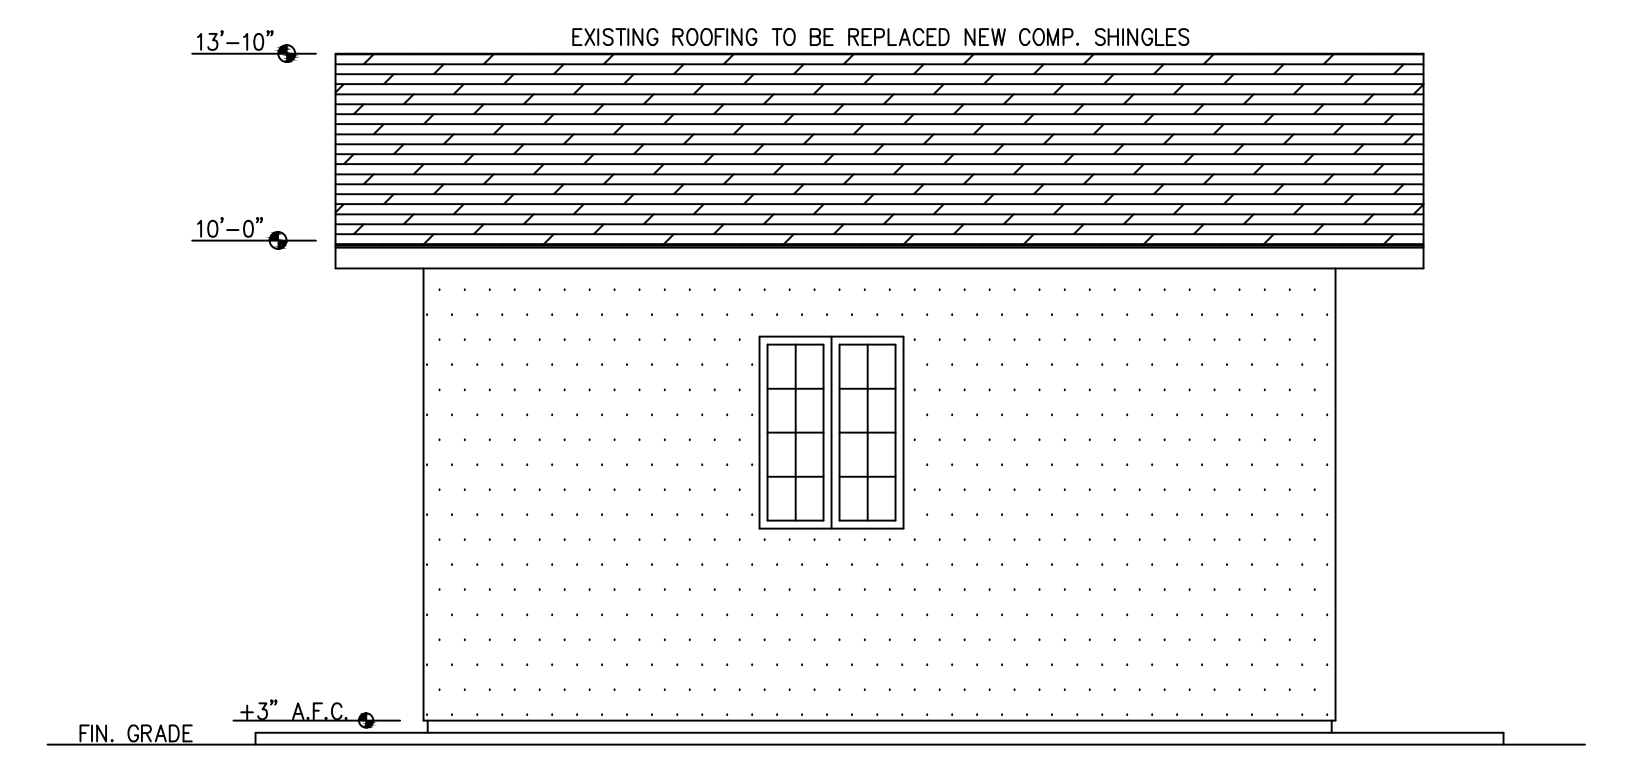 EXISTING ROOFING TO BE REPLACED NEW COMP. SHINGLES
13'-10"
10'-0"
+3" A.F.C.
FIN. GRADE